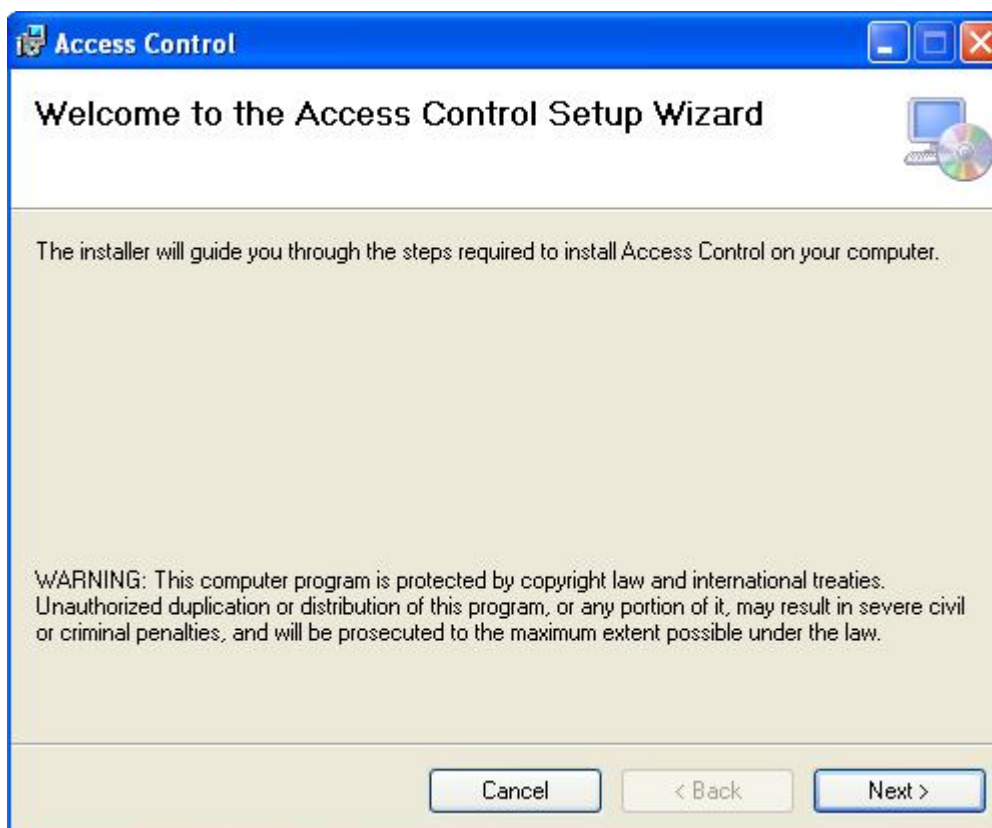 Access Control
Welcome to the Access Control Setup Wizard
The installer will guide you through the steps required to install Access Control on your computer.
WARNING: This computer program is protected by copyright law and international treaties.
Unauthorized duplication or distribution of this program, or any portion of it, may result in severe civil
or criminal penalties, and will be prosecuted to the maximum extent possible under the law.
Cancel < Back Next >